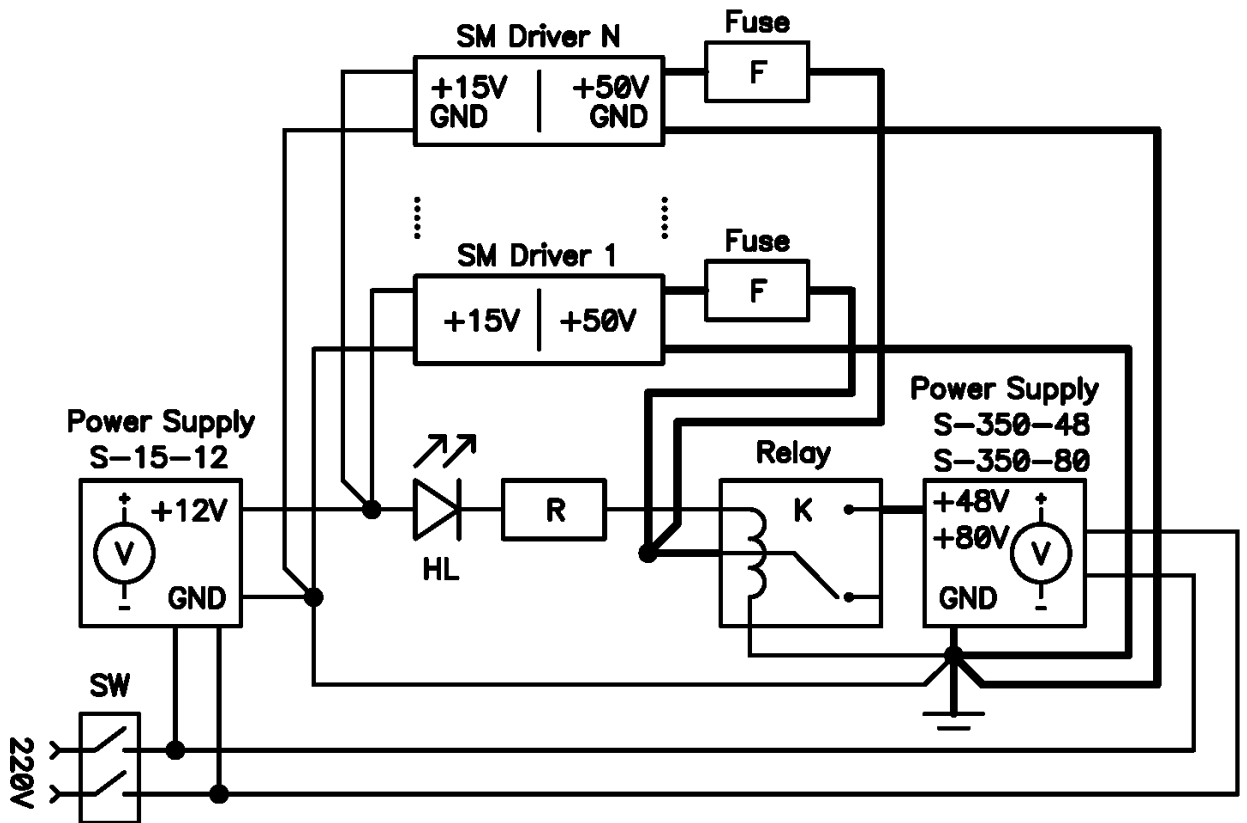 Fuse
SM Driver N
F
+15V
+50V
GND
GND
Fuse
SM Driver 1
F
+15V
+50V
Power Supply
S-15-12
+
+12V
V
GND
-
HL
R
Relay
K
Power Supply
S-350-48
S-350-80
+48V
+
+80V
V
GND
-
SW
220V